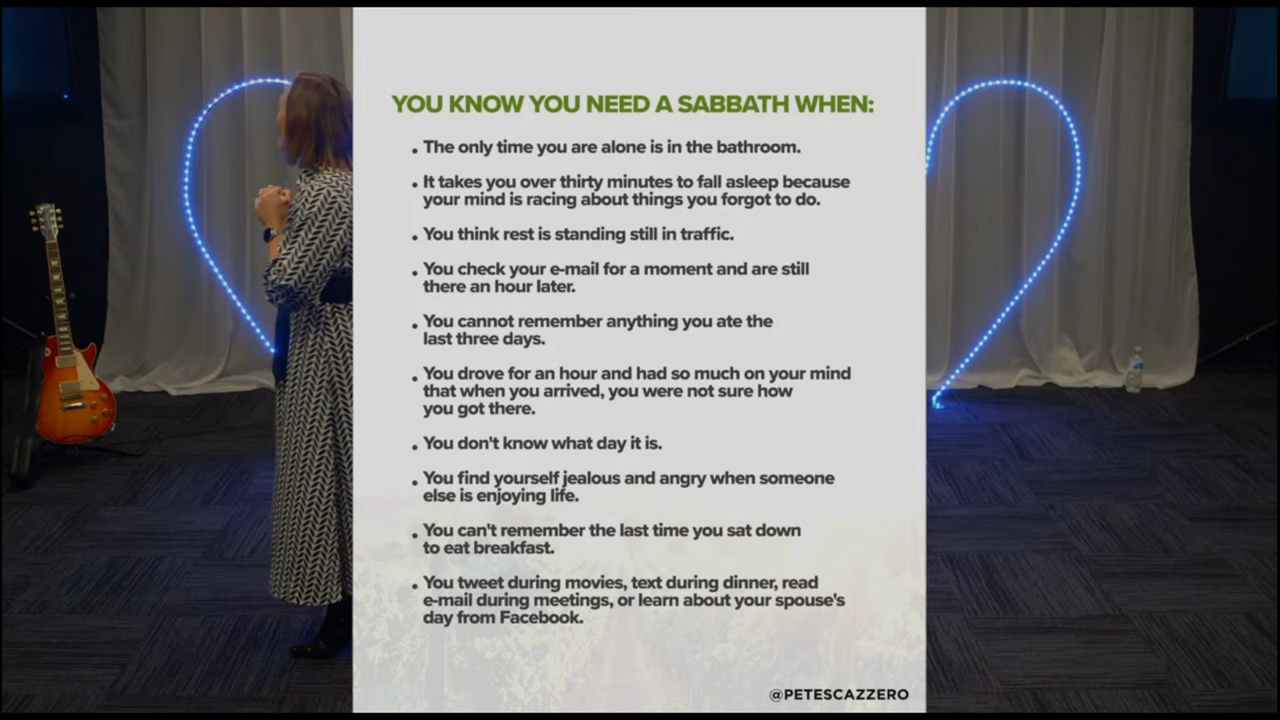 YOU KNOW YOU NEED A SABBATH WHEN:
• The only time you are alone is in the bathroom.
• It takes you over thirty minutes to fall asleep because
your mind is racing about things you forgot to do.
• You think rest is standing still in traffic.
• You check your e-mail for a moment and are still
there an hour later.
• You cannot remember anything you ate the
last three days.
• You drove for an hour and had so much on your mind
that when you arrived, you were not sure how
you got there.
• You don't know what day it is.
• You find yourself jealous and angry when someone
else is enjoying life.
• You can't remember the last time you sat down
to eat breakfast.
• You tweet during movies, text during dinner, read
e-mail during meetings, or learn about your spouse's
day from Facebook.
@PETESCAZZERO